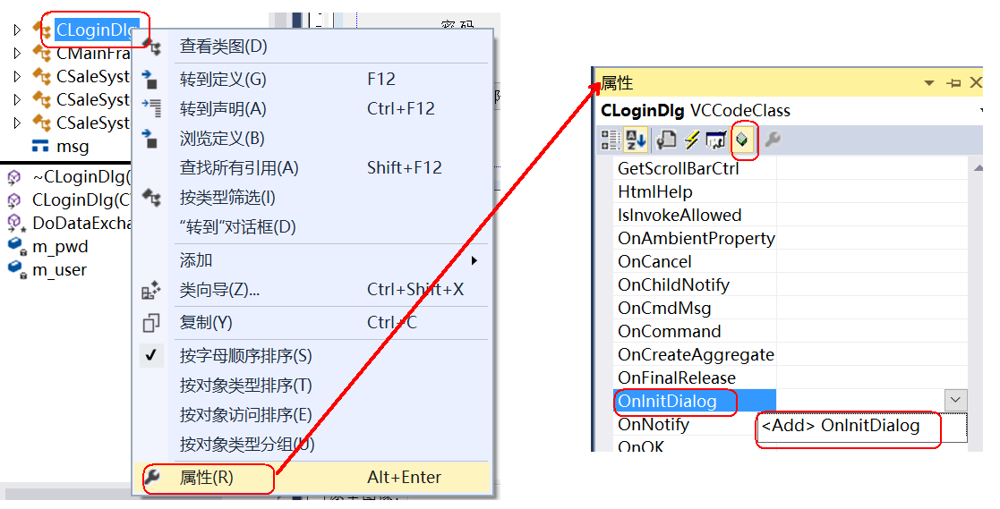 密码
CLoginDlg
CMainFra
CSaleSyst
CSaleSyst
CSaleSyst
msg
~CLoginDlg(
CLoginDlg(C
DoDataExcha
m_pwd
m_user
查看类图(D)
转到定义(G) F12
转到声明(A) Ctrl+F12
浏览定义(B)
查找所有引用(A) Shift+F12
按类型筛选(I)
“转到”对话框(D)
添加
类向导(Z)... Ctrl+Shift+X
复制(Y) Ctrl+C
按字母顺序排序(S)
按对象类型排序(T)
按对象访问排序(E)
按对象类型分组(U)
属性(R) Alt+Enter
属性
CLoginDlg VCCodeClass
GetScrollBarCtrl
HtmlHelp
IsInvokeAllowed
OnAmbientProperty
OnCancel
OnChildNotify
OnCmdMsg
OnCommand
OnCreateAggregate
OnFinalRelease
OnInitDialog
<Add> OnInitDialog
OnNotify
OnOK